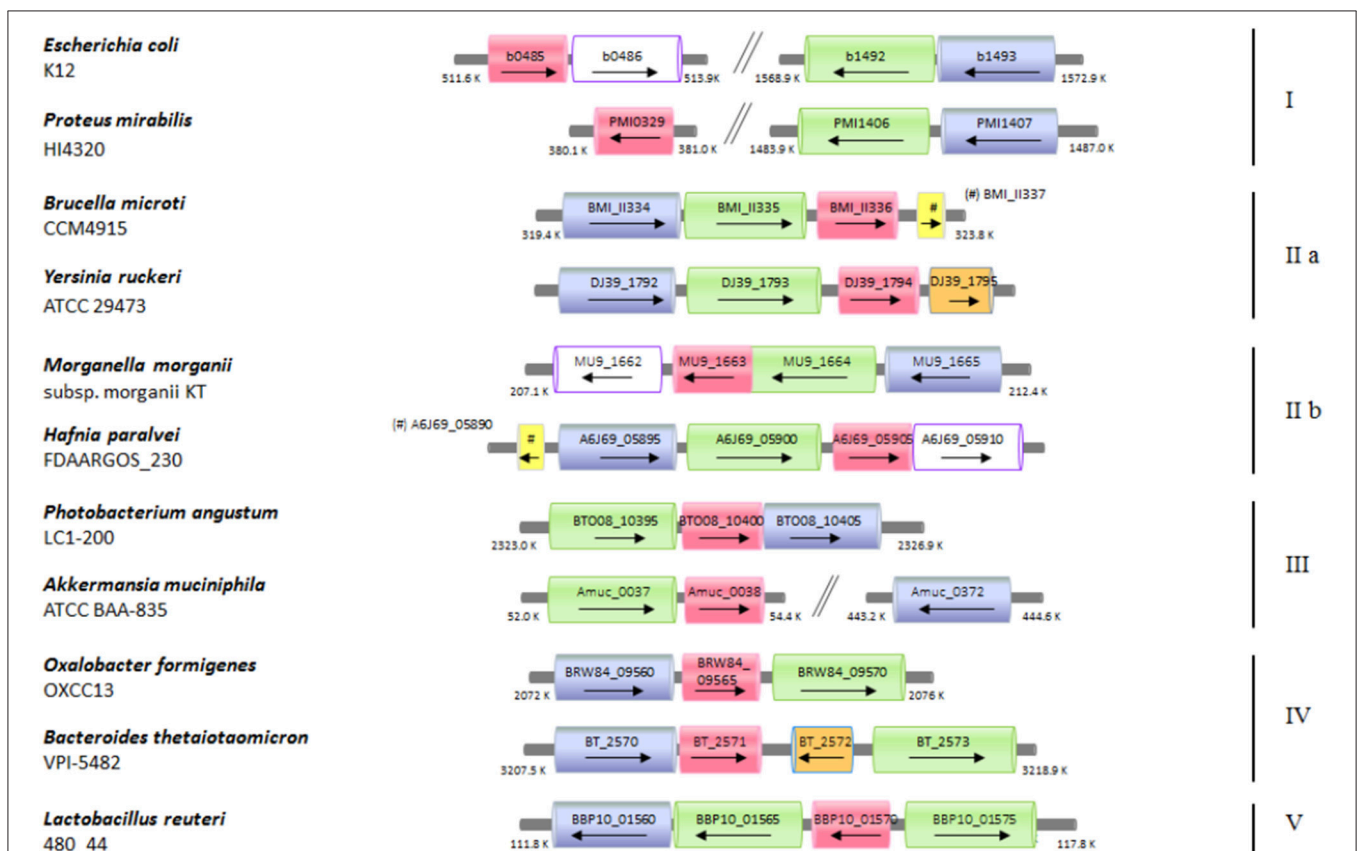 Escherichia coli
K12
b0485
b0486
b1492
b1493
511.6 K
513.9K
1568.9 K
1572.9 K
I
Proteus mirabilis
HI4320
PMI0329
PMI1406
PMI1407
380.1 K
381.0 K
1483.9 K
1487.0 K
Brucella microti
CCM4915
BMI_II334
BMI_II335
BMI_II336
#
(#) BMI_II337
319.4 K
323.8 K
II a
Yersinia ruckeri
ATCC 29473
DJ39_1792
DJ39_1793
DJ39_1794
DJ39_1795
Morganella morganii
subsp. morganii KT
MU9_1662
MU9_1663
MU9_1664
MU9_1665
207.1 K
212.4 K
II b
Hafnia paralvei
FDAARGOS_230
(#) A6J69_05890
#
A6J69_05895
A6J69_05900
A6J69_05905
A6J69_05910
Photobacterium angustum
LC1-200
BTO08_10395
BTO08_10400
BTO08_10405
2323.0 K
2326.9 K
III
Akkermansia muciniphila
ATCC BAA-835
Amuc_0037
Amuc_0038
Amuc_0372
52.0 K
54.4 K
443.2 K
444.6 K
Oxalobacter formigenes
OXCC13
BRW84_09560
BRW84_
09565
BRW84_09570
2072 K
2076 K
IV
Bacteroides thetaiotaomicron
VPI-5482
BT_2570
BT_2571
BT_2572
BT_2573
3207.5 K
3218.9 K
Lactobacillus reuteri
480_44
BBP10_01560
BBP10_01565
BBP10_01570
BBP10_01575
111.8 K
117.8 K
V